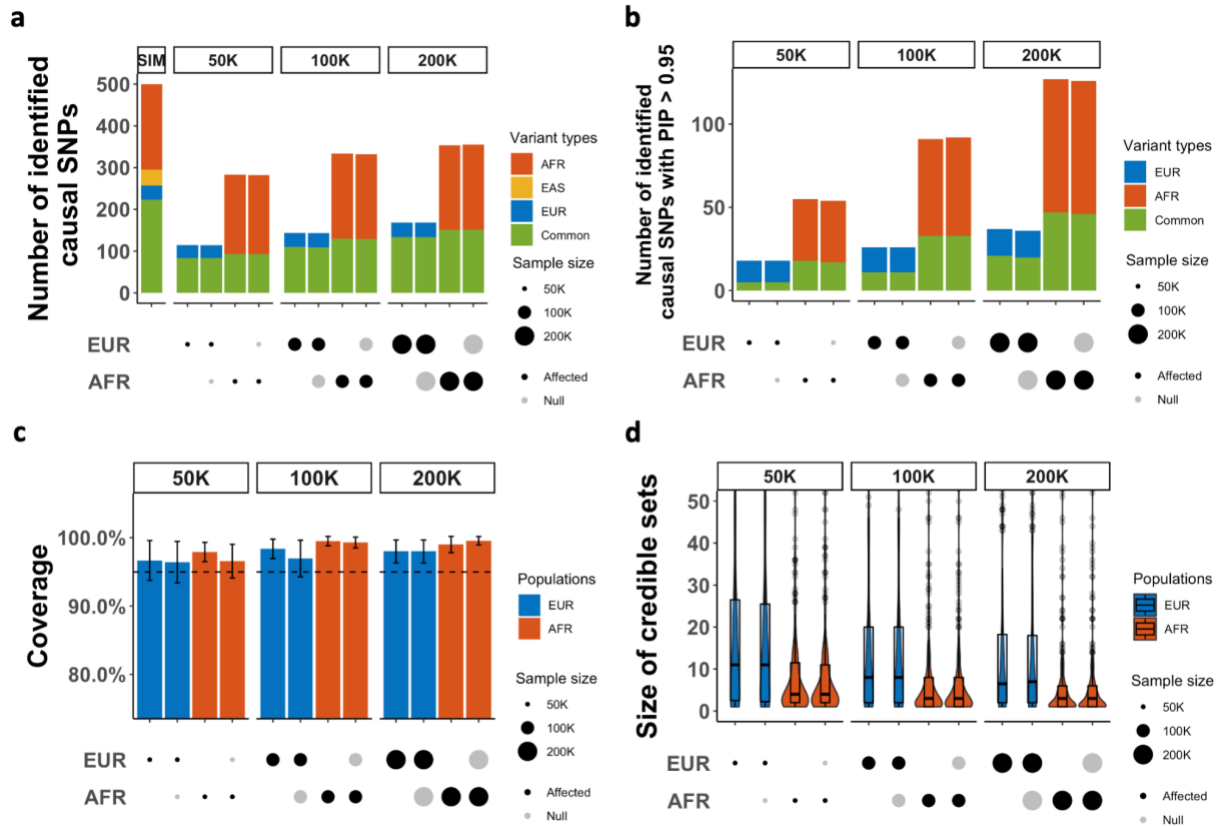 a
SIM
50K
100K
200K
Number of identified
causal SNPs
500
400
300
200
100
0
Variant types
AFR
EAS
EUR
Common
Sample size
50K
100K
200K
Affected
Null
EUR
AFR
b
50K
100K
200K
Number of identified
causal SNPs with PIP > 0.95
100
50
0
Variant types
EUR
AFR
Common
Sample size
50K
100K
200K
Affected
Null
EUR
AFR
c
50K
100K
200K
Coverage
100.0%
90.0%
80.0%
Populations
EUR
AFR
Sample size
50K
100K
200K
Affected
Null
EUR
AFR
d
50K
100K
200K
Size of credible sets
50
40
30
20
10
0
Populations
EUR
AFR
Sample size
50K
100K
200K
Affected
Null
EUR
AFR